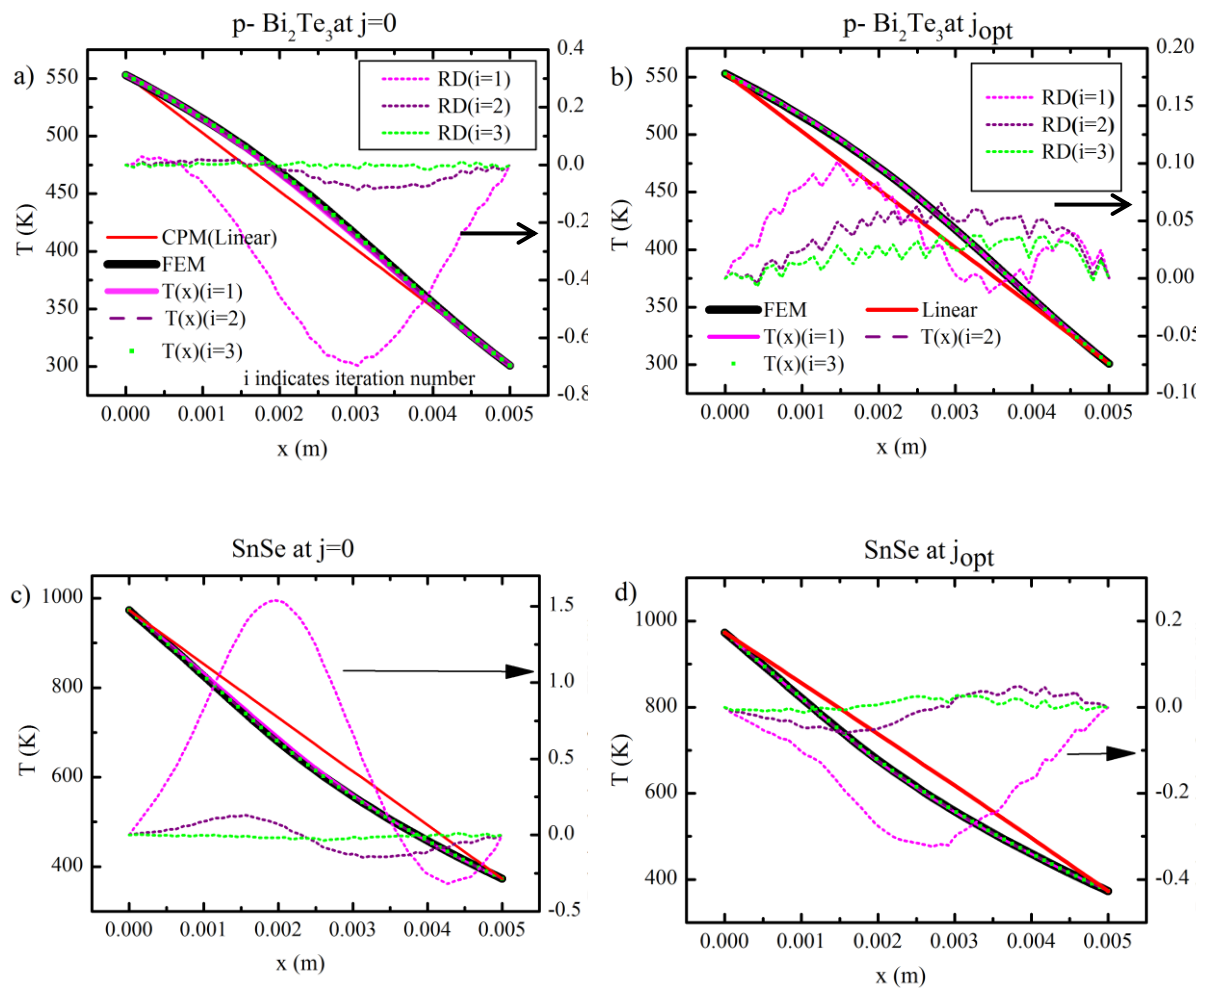 p- Bi2Te3at j=0
a)
550
500
450
400
350
300
T (K)
0.4
0.2
0.0
-0.2
-0.4
-0.6
-0.8
RD(i=1)
RD(i=2)
RD(i=3)
CPM(Linear)
FEM
T(x)(i=1)
T(x)(i=2)
T(x)(i=3)
i indicates iteration number
0.000 0.001 0.002 0.003 0.004 0.005
x (m)
p- Bi2Te3at jopt
b)
550
500
450
400
350
300
T (K)
0.20
0.15
0.10
0.05
0.00
-0.05
-0.10
RD(i=1)
RD(i=2)
RD(i=3)
FEM Linear
T(x)(i=1) T(x)(i=2)
T(x)(i=3)
0.000 0.001 0.002 0.003 0.004 0.005
x (m)
SnSe at j=0
c)
1000
800
600
400
T (K)
1.5
1.0
0.5
0.0
-0.5
0.000 0.001 0.002 0.003 0.004 0.005
x (m)
SnSe at jopt
d)
1000
800
600
400
T (K)
0.2
0.0
-0.2
-0.4
0.000 0.001 0.002 0.003 0.004 0.005
x (m)